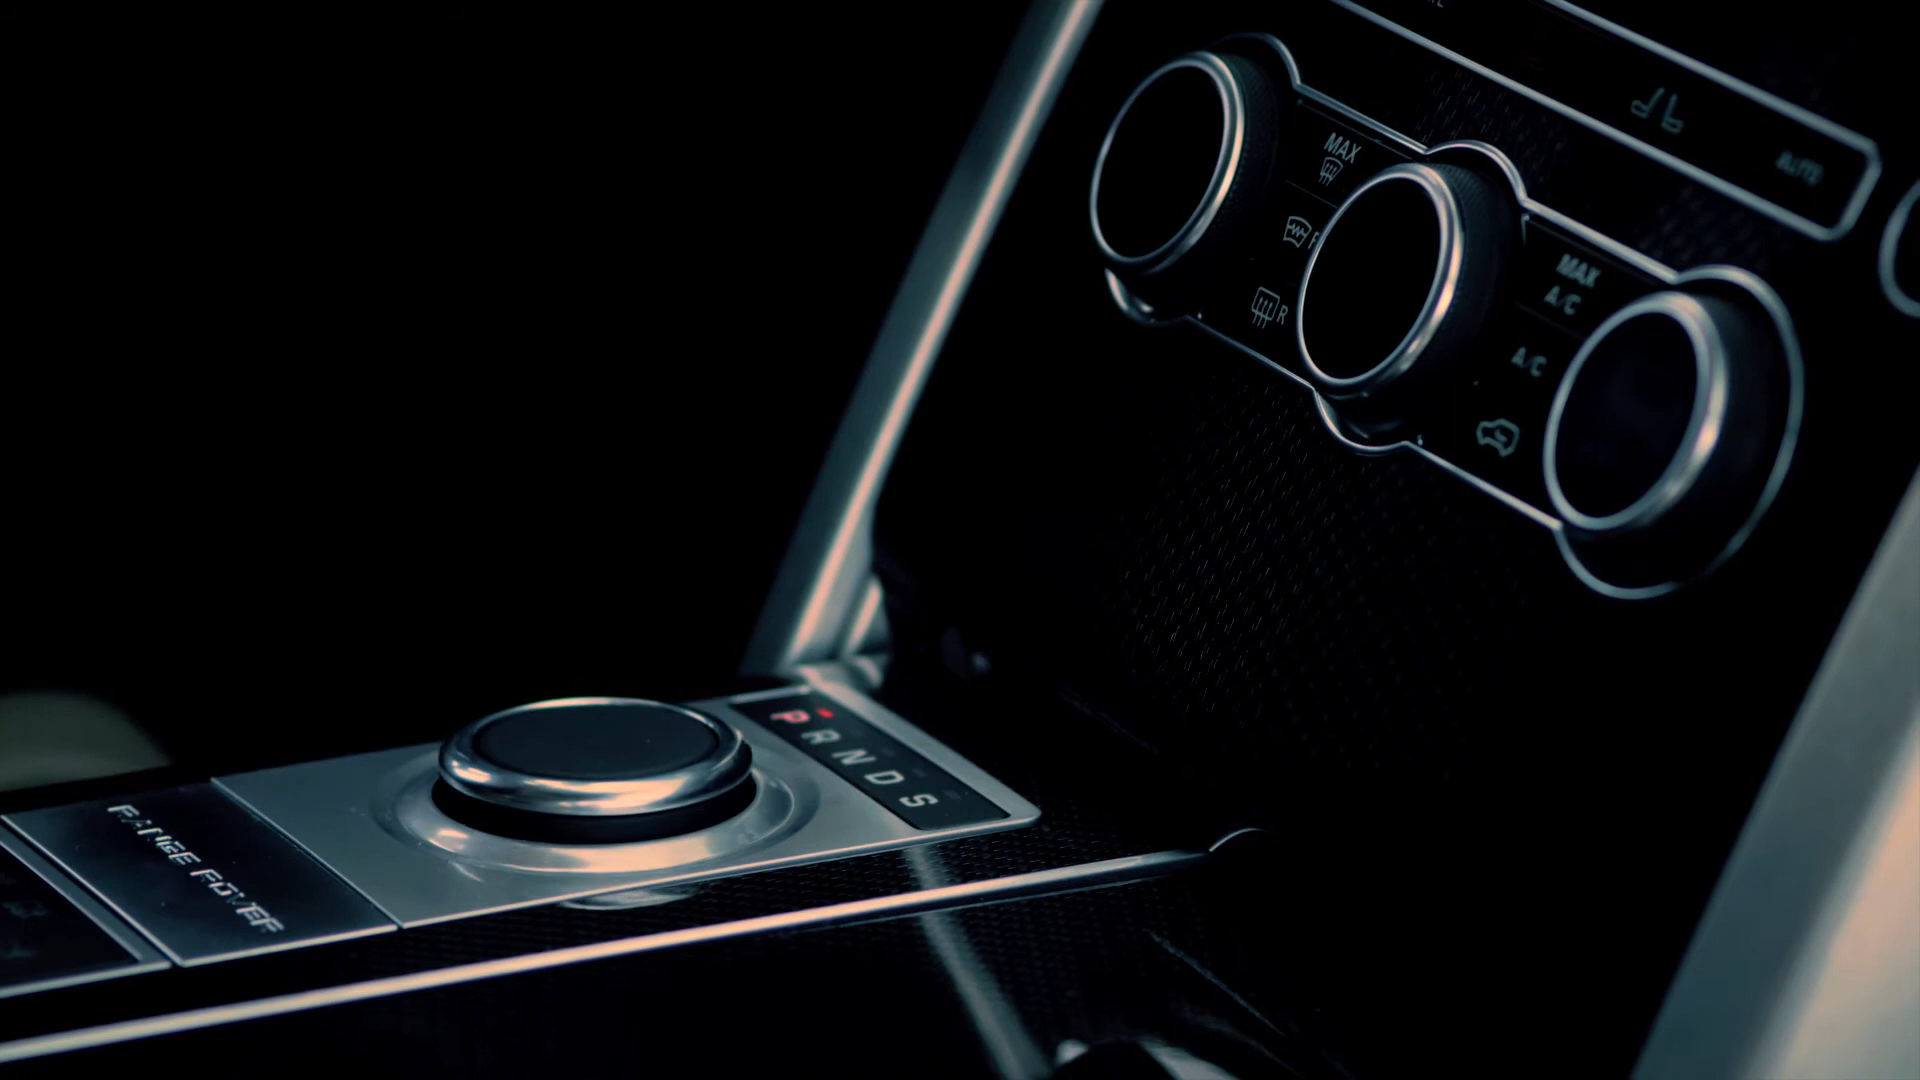 MAX
R
MAX
A/C
A/C
AUTO
P R N D S
RANGE ROVER